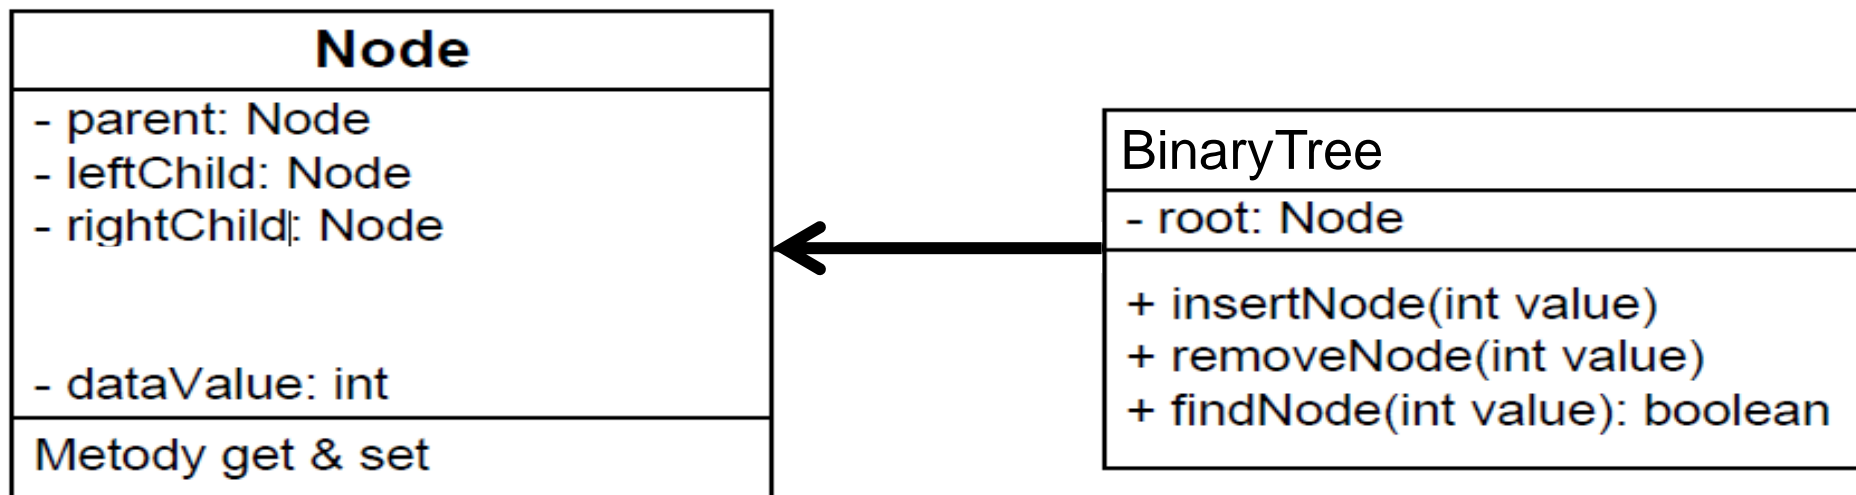 Node
- parent: Node
- leftChild: Node
- rightChild: Node
- dataValue: int
Metody get & set
BinaryTree
- root: Node
+ insertNode(int value)
+ removeNode(int value)
+ findNode(int value): boolean